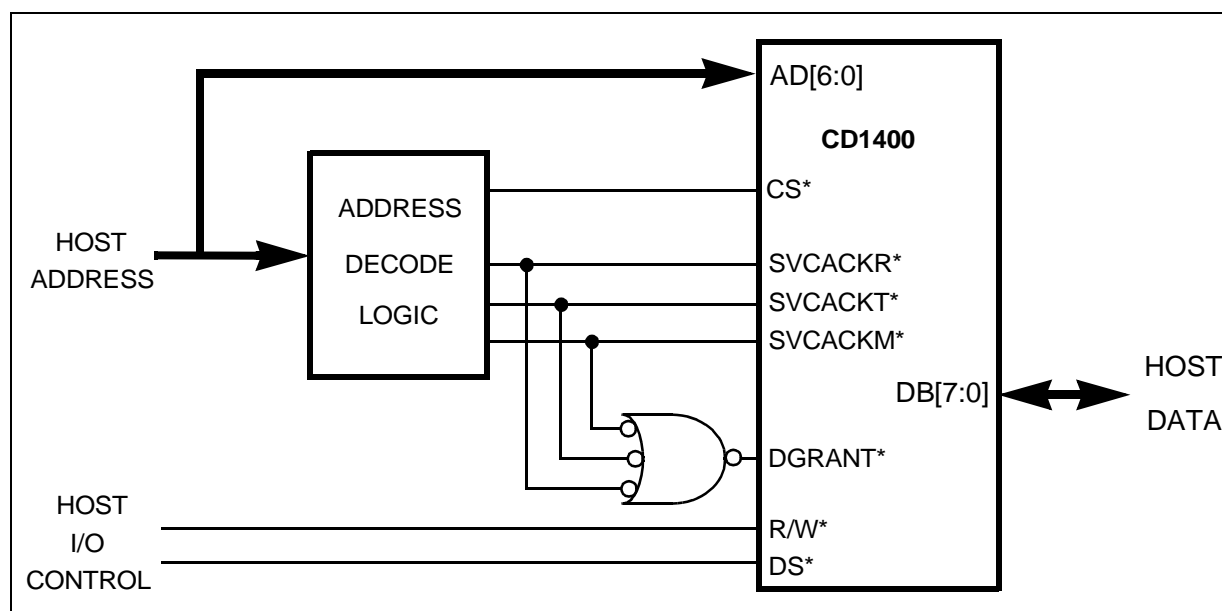 AD[6:0]
CD1400
CS*
ADDRESS
DECODE
LOGIC
HOST
ADDRESS
SVCACKR*
SVCACKT*
SVCACKM*
DB[7:0]
HOST
DATA
DGRANT*
HOST
I/O
CONTROL
R/W*
DS*